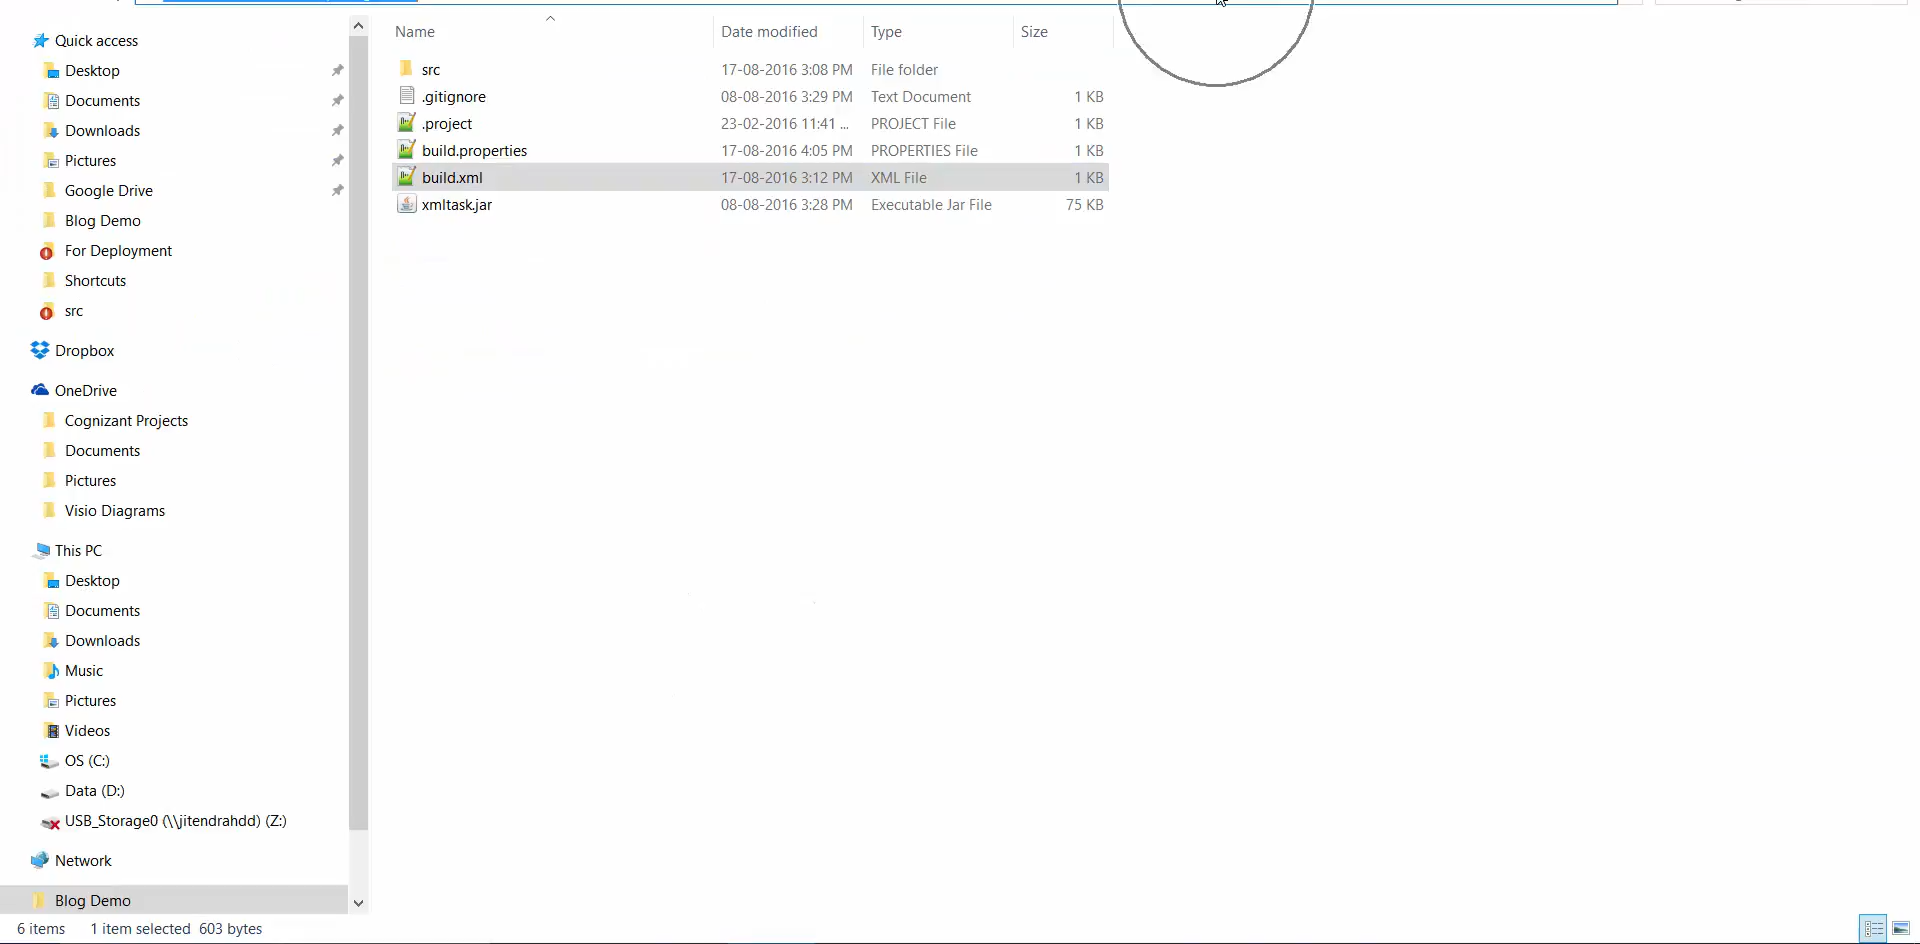 Name Date modified Type Size
Quick access
Desktop
Documents
Downloads
Pictures
Google Drive
Blog Demo
For Deployment
Shortcuts
src
Dropbox
OneDrive
Cognizant Projects
Documents
Pictures
Visio Diagrams
This PC
Desktop
Documents
Downloads
Music
Pictures
Videos
OS (C:)
Data (D:)
USB_Storage0 (\\jitendrahdd) (Z:)
Network
Blog Demo
src 17-08-2016 3:08 PM File folder
.gitignore 08-08-2016 3:29 PM Text Document 1 KB
.project 23-02-2016 11:41 ... PROJECT File 1 KB
build.properties 17-08-2016 4:05 PM PROPERTIES File 1 KB
build.xml 17-08-2016 3:12 PM XML File 1 KB
xmltask.jar 08-08-2016 3:28 PM Executable Jar File 75 KB
6 items 1 item selected 603 bytes